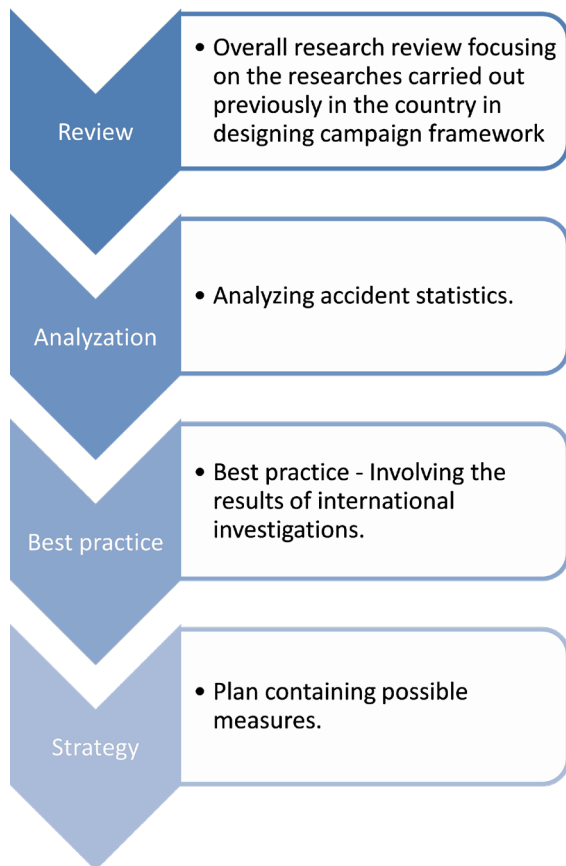 Review
• Overall research review focusing
on the researches carried out
previously in the country in
designing campaign framework
Analyzation
• Analyzing accident statistics.
Best practice
• Best practice - Involving the
results of international
investigations.
Strategy
• Plan containing possible
measures.